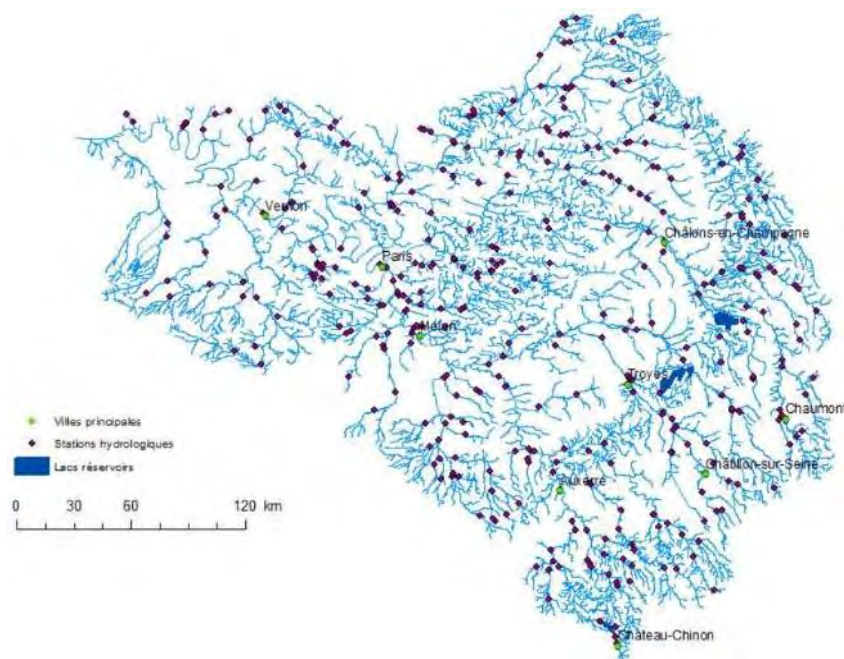 Vernon
Châlons-en-Champagne
Paris
Melun
Troyes
Chaumont
Villes principales
Stations hydrologiques
Lacs réservoirs
Châtillon-sur-Seine
Auxerre
0 30 60 120 km
Château-Chinon